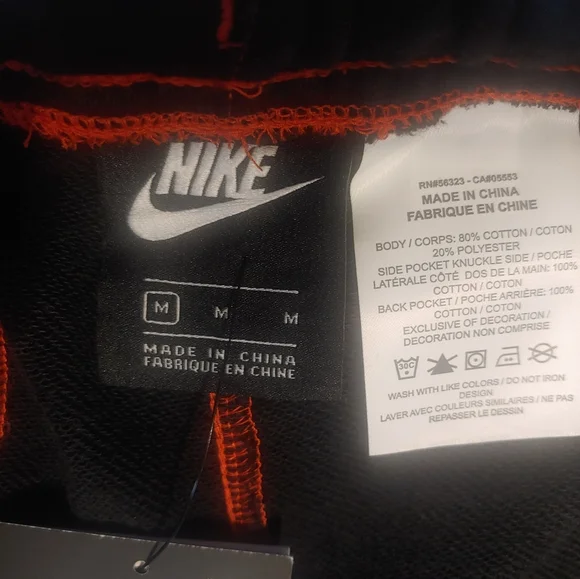 NIKE
M M M
MADE IN CHINA
FABRIQUE EN CHINE
RN#56323 - CA#05553
MADE IN CHINA
FABRIQUE EN CHINE
BODY / CORPS: 80% COTTON / COTON
20% POLYESTER
SIDE POCKET KNUCKLE SIDE / POCHE
LATÉRALE CÔTÉ DOS DE LA MAIN: 100%
COTTON / COTON
BACK POCKET / POCHE ARRIÈRE: 100%
COTTON / COTON
EXCLUSIVE OF DECORATION /
DECORATION NON COMPRISE
30C
WASH WITH LIKE COLORS / DO NOT IRON
DESIGN
LAVER AVEC COULEURS SIMILAIRES / NE PAS
REPASSER LE DESSIN